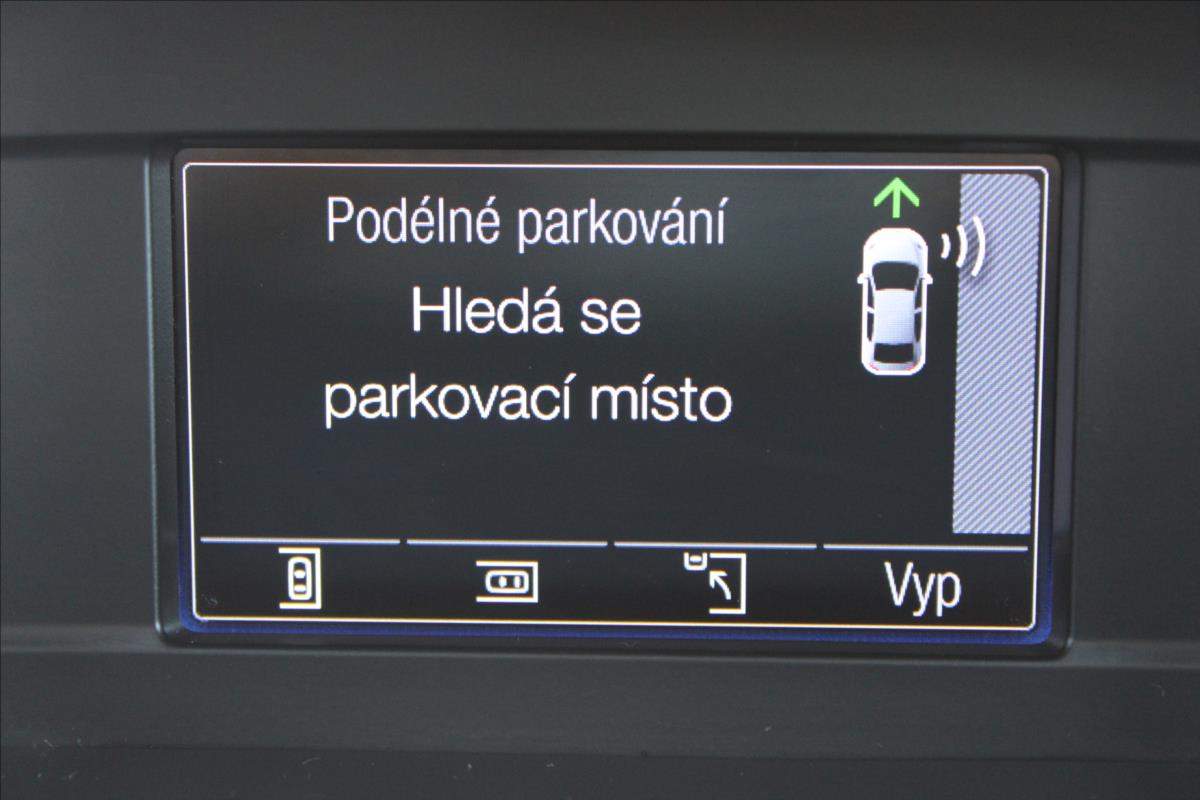 Podélné parkování
Hledá se
parkovací místo
Vyp